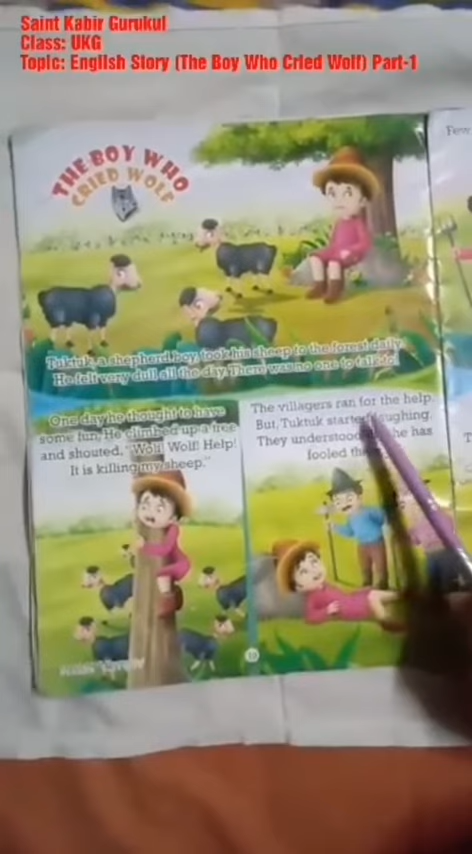 Saint Kabir Gurukul
Class: UKG
Topic: English Story (The Boy Who Cried Wolf) Part-1
THE BOY WHO
CRIED WOLF
Tuktuk, a shepherd boy, took his sheep to the forest daily.
He felt very dull all the day. There was no one to talk to!
One day he thought to have
some fun. He climbed up a tree
and shouted, "Wolf! Wolf! Help!
It is killing my sheep."
The villagers ran for the help.
But, Tuktuk started laughing.
They understood he has
fooled
Few
T